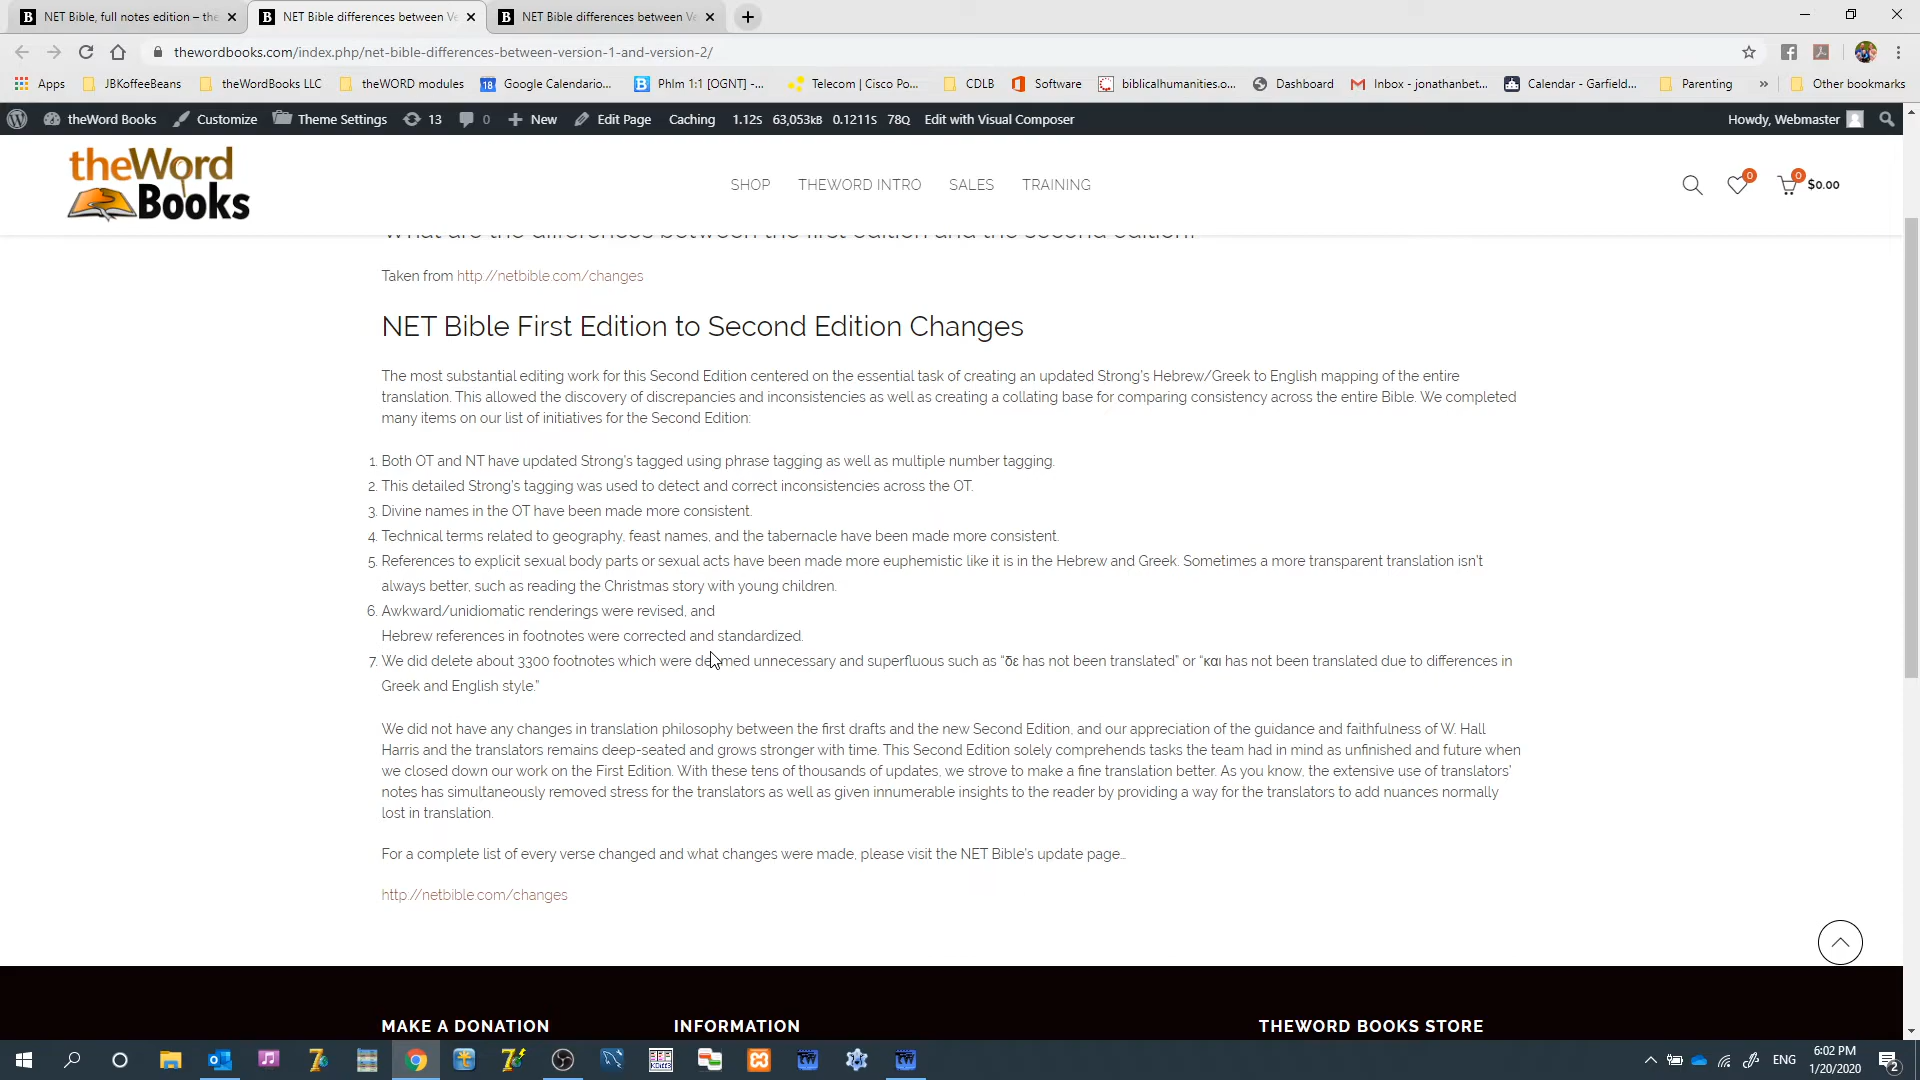 NET Bible, full notes edition – the
NET Bible differences between Ve
NET Bible differences between Ve
thewordbooks.com/index.php/net-bible-differences-between-version-1-and-version-2/
Apps
JBKoffeeBeans
theWordBooks LLC
theWORD modules
18
Google Calendario...
Phlm 1:1 [OGNT] -...
Telecom | Cisco Po...
CDLB
Software
biblicalhumanities.o...
Dashboard
Inbox - jonathanbet...
Calendar - Garfield...
Parenting
»
Other bookmarks
theWord Books
Customize
Theme Settings
13
0
New
Edit Page
Caching
1.12S 63,053kB 0.1211S 78Q
Edit with Visual Composer
Howdy, Webmaster
theWord
Books
SHOP
THEWORD INTRO
SALES
TRAINING
0
0
$0.00
What are the differences between the first edition and the second edition?
Taken from http://netbible.com/changes
NET Bible First Edition to Second Edition Changes
The most substantial editing work for this Second Edition centered on the essential task of creating an updated Strong's Hebrew/Greek to English mapping of the entire
translation. This allowed the discovery of discrepancies and inconsistencies as well as creating a collating base for comparing consistency across the entire Bible. We completed
many items on our list of initiatives for the Second Edition:
1. Both OT and NT have updated Strong's tagged using phrase tagging as well as multiple number tagging.
2. This detailed Strong's tagging was used to detect and correct inconsistencies across the OT.
3. Divine names in the OT have been made more consistent.
4. Technical terms related to geography, feast names, and the tabernacle have been made more consistent.
5. References to explicit sexual body parts or sexual acts have been made more euphemistic like it is in the Hebrew and Greek. Sometimes a more transparent translation isn't
always better, such as reading the Christmas story with young children.
6. Awkward/unidiomatic renderings were revised, and
Hebrew references in footnotes were corrected and standardized.
7. We did delete about 3300 footnotes which were deemed unnecessary and superfluous such as “δε has not been translated” or “και has not been translated due to differences in
Greek and English style.”
We did not have any changes in translation philosophy between the first drafts and the new Second Edition, and our appreciation of the guidance and faithfulness of W. Hall
Harris and the translators remains deep-seated and grows stronger with time. This Second Edition solely comprehends tasks the team had in mind as unfinished and future when
we closed down our work on the First Edition. With these tens of thousands of updates, we strove to make a fine translation better. As you know, the extensive use of translators'
notes has simultaneously removed stress for the translators as well as given innumerable insights to the reader by providing a way for the translators to add nuances normally
lost in translation.
For a complete list of every verse changed and what changes were made, please visit the NET Bible's update page...
http://netbible.com/changes
MAKE A DONATION
INFORMATION
THEWORD BOOKS STORE
ENG
6:02 PM
1/20/2020
2